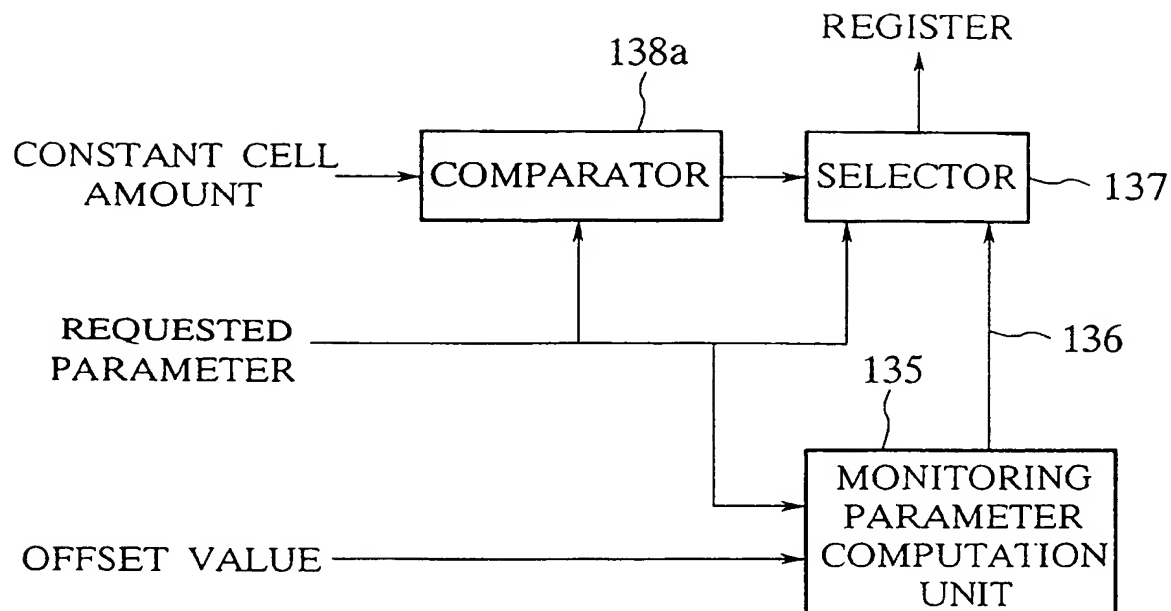 REGISTER
138a
CONSTANT CELL
AMOUNT
COMPARATOR
SELECTOR
137
REQUESTED
PARAMETER
136
135
MONITORING
PARAMETER
COMPUTATION
UNIT
OFFSET VALUE